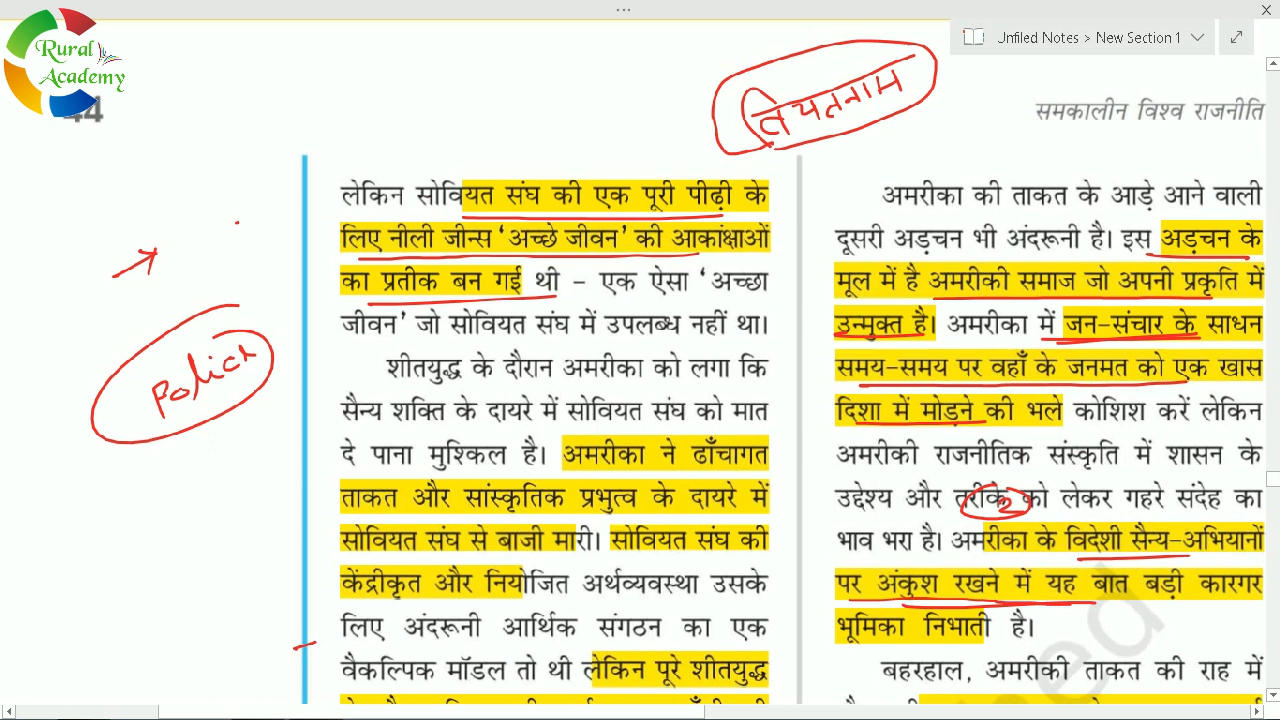 Rural
Academy
Unfiled Notes > New Section 1
44
समकालीन विश्व राजनीति
वियतनाम
लेकिन सोवियत संघ की एक पूरी पीढ़ी के
लिए नीली जीन्स ‘अच्छे जीवन’ की आकांक्षाओं
का प्रतीक बन गई थी – एक ऐसा ‘अच्छा
जीवन’ जो सोवियत संघ में उपलब्ध नहीं था।
शीतयुद्ध के दौरान अमरीका को लगा कि
सैन्य शक्ति के दायरे में सोवियत संघ को मात
दे पाना मुश्किल है। अमरीका ने ढाँचागत
ताकत और सांस्कृतिक प्रभुत्व के दायरे में
सोवियत संघ से बाजी मारी। सोवियत संघ की
केंद्रीकृत और नियोजित अर्थव्यवस्था उसके
लिए अंदरूनी आर्थिक संगठन का एक
वैकल्पिक मॉडल तो थी लेकिन पूरे शीतयुद्ध
अमरीका की ताकत के आड़े आने वाली
दूसरी अड़चन भी अंदरूनी है। इस अड़चन के
मूल में है अमरीकी समाज जो अपनी प्रकृति में
उन्मुक्त है। अमरीका में जन-संचार के साधन
समय-समय पर वहाँ के जनमत को एक खास
दिशा में मोड़ने की भले कोशिश करें लेकिन
अमरीकी राजनीतिक संस्कृति में शासन के
उद्देश्य और तरीके को लेकर गहरे संदेह का
भाव भरा है। अमरीका के विदेशी सैन्य-अभियानों
पर अंकुश रखने में यह बात बड़ी कारगर
भूमिका निभाती है।
बहरहाल, अमरीकी ताकत की राह में
2